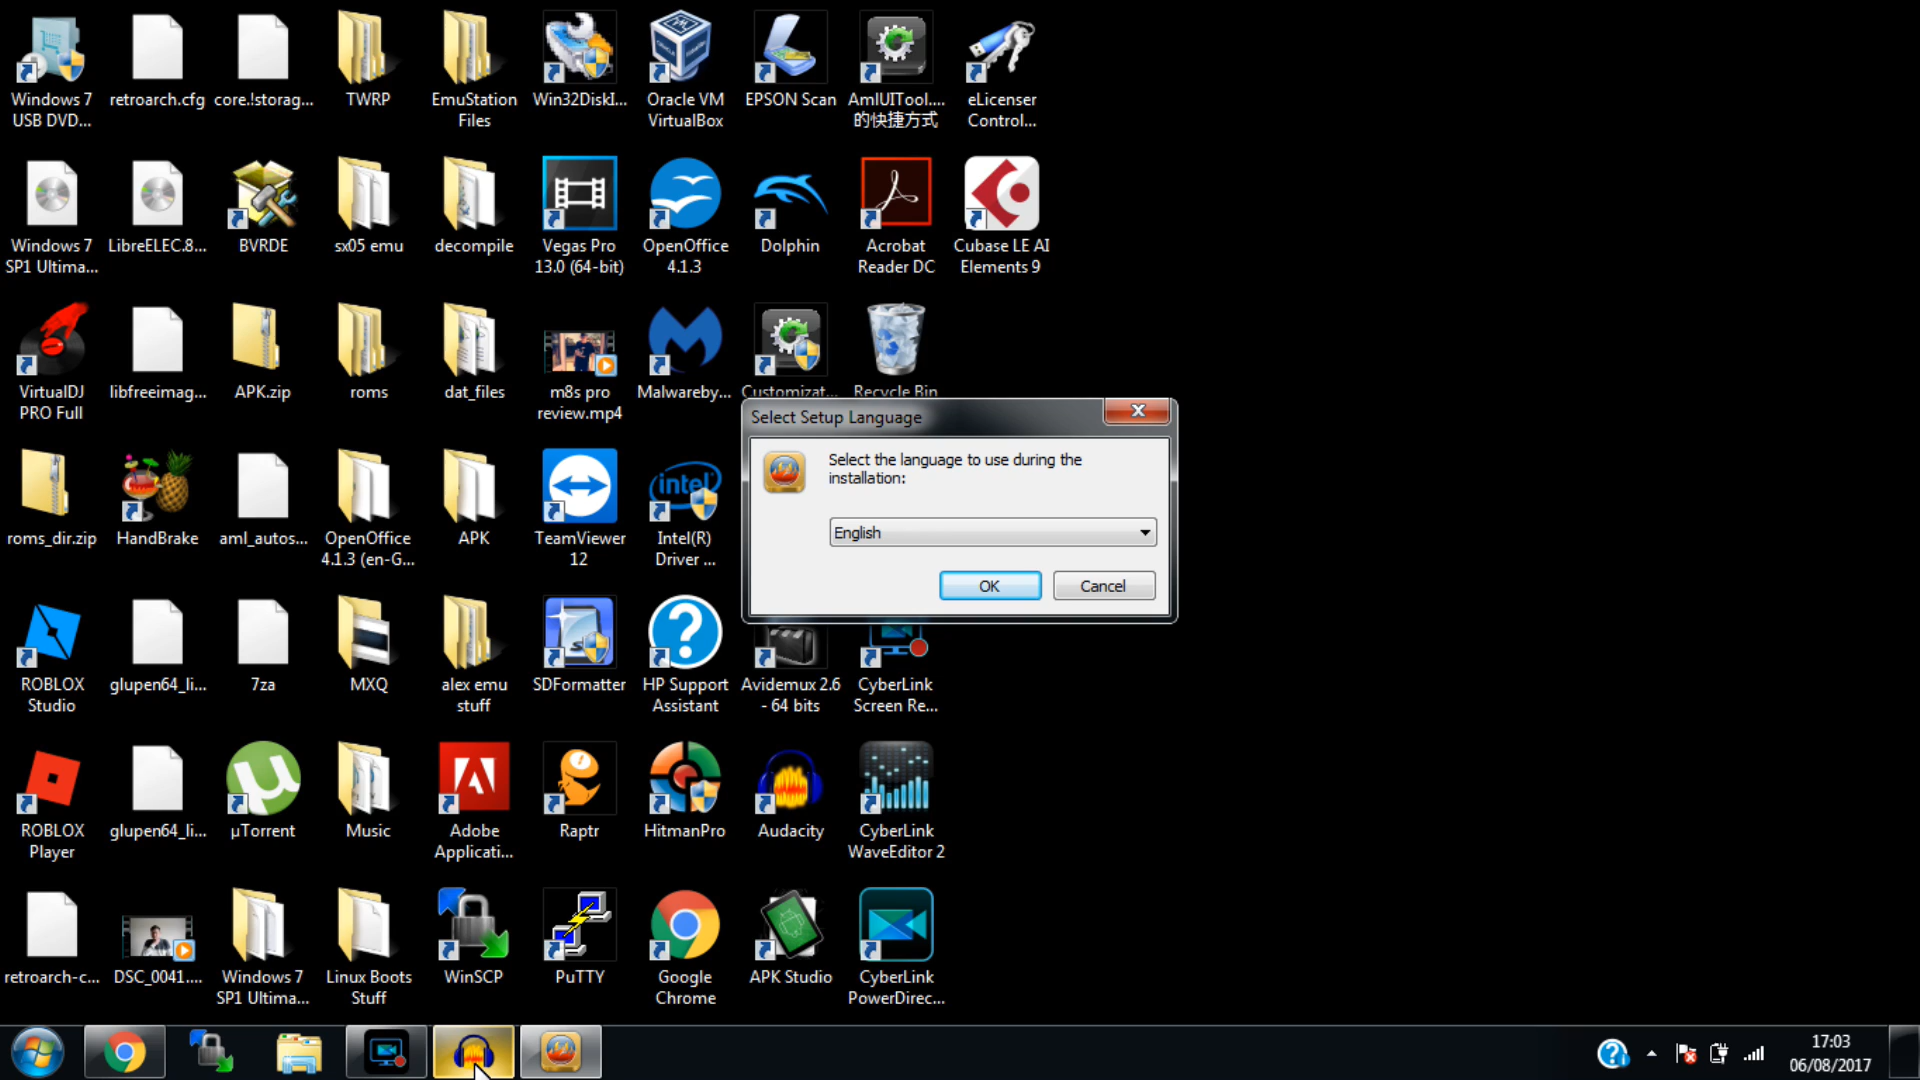 Windows 7
USB DVD...
retroarch.cfg
core.!storag...
TWRP
EmuStation
Files
Win32DiskI...
Oracle VM
VirtualBox
EPSON Scan
AmlUITool....
的快捷方式
eLicenser
Control...
Windows 7
SP1 Ultima...
LibreELEC.8...
BVRDE
sx05 emu
decompile
Vegas Pro
13.0 (64-bit)
OpenOffice
4.1.3
Dolphin
Acrobat
Reader DC
Cubase LE AI
Elements 9
VirtualDJ
PRO Full
libfreeimag...
APK.zip
roms
dat_files
m8s pro
review.mp4
Malwareby...
Customizat...
Recycle Bin
Select Setup Language
Select the language to use during the
installation:
English
OK
Cancel
roms_dir.zip
HandBrake
aml_autos...
OpenOffice
4.1.3 (en-G...
APK
TeamViewer
12
intel
Intel(R)
Driver ...
ROBLOX
Studio
glupen64_li...
7za
MXQ
alex emu
stuff
SDFormatter
HP Support
Assistant
Avidemux 2.6
- 64 bits
CyberLink
Screen Re...
ROBLOX
Player
glupen64_li...
µTorrent
Music
Adobe
Applicati...
Raptr
HitmanPro
Audacity
CyberLink
WaveEditor 2
retroarch-c...
DSC_0041....
Windows 7
SP1 Ultima...
Linux Boots
Stuff
WinSCP
PuTTY
Google
Chrome
APK Studio
CyberLink
PowerDirec...
17:03
06/08/2017